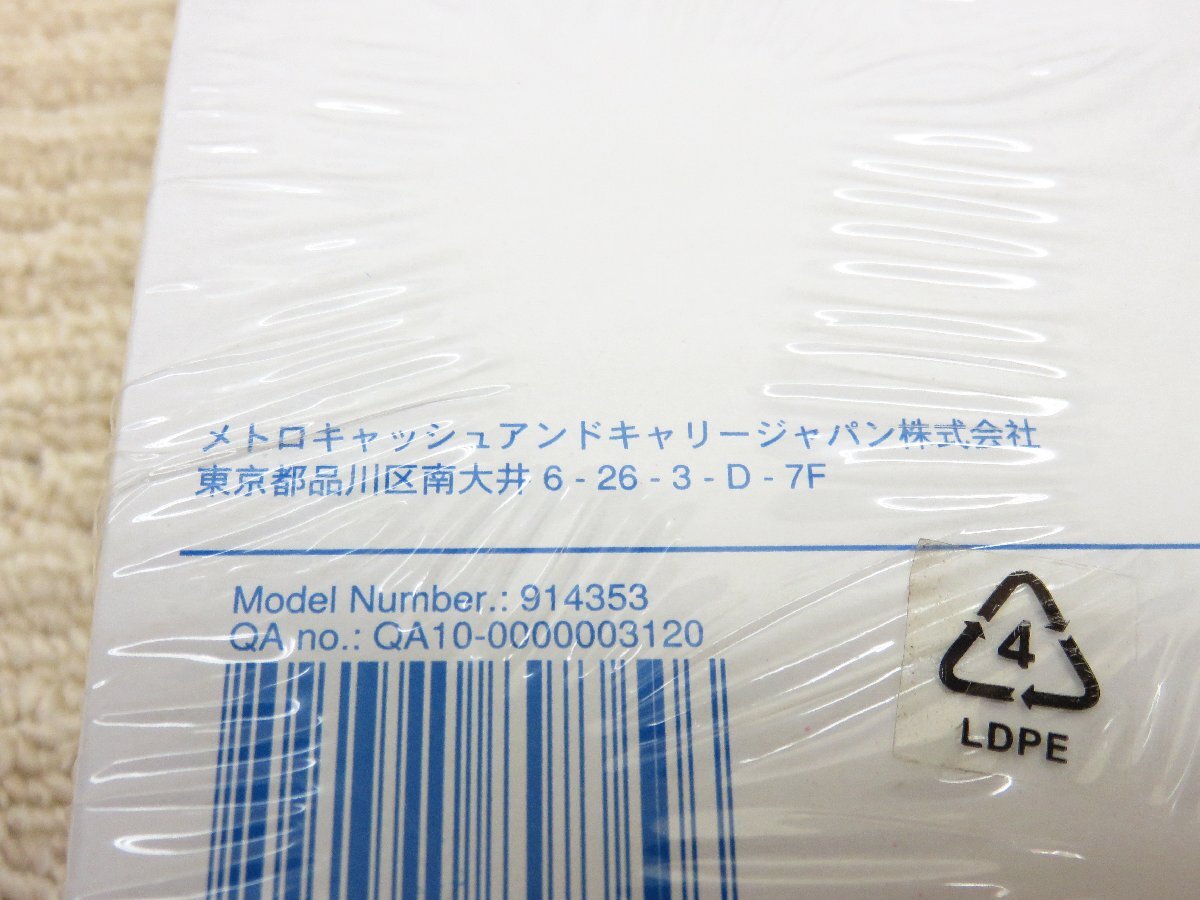 メトロキャッシュアンドキャリージャパン株式会社
東京都品川区南大井 6 - 26 - 3 - D - 7F
Model Number.: 914353
QA no.: QA10-0000003120
4
LDPE